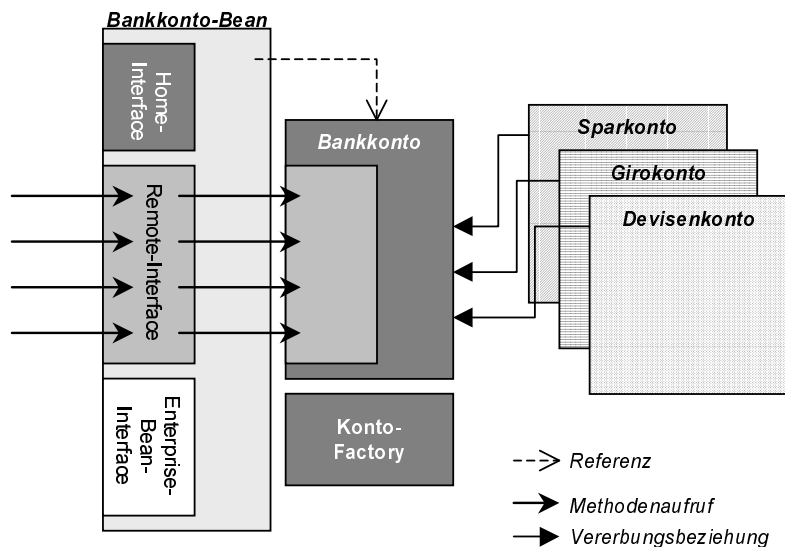 Bankkonto-Bean
Home-
Interface
Remote-Interface
Enterprise-
Bean-
Interface
Bankkonto
Konto-
Factory
Sparkonto
Girokonto
Devisenkonto
Referenz
Methodenaufruf
Vererbungsbeziehung